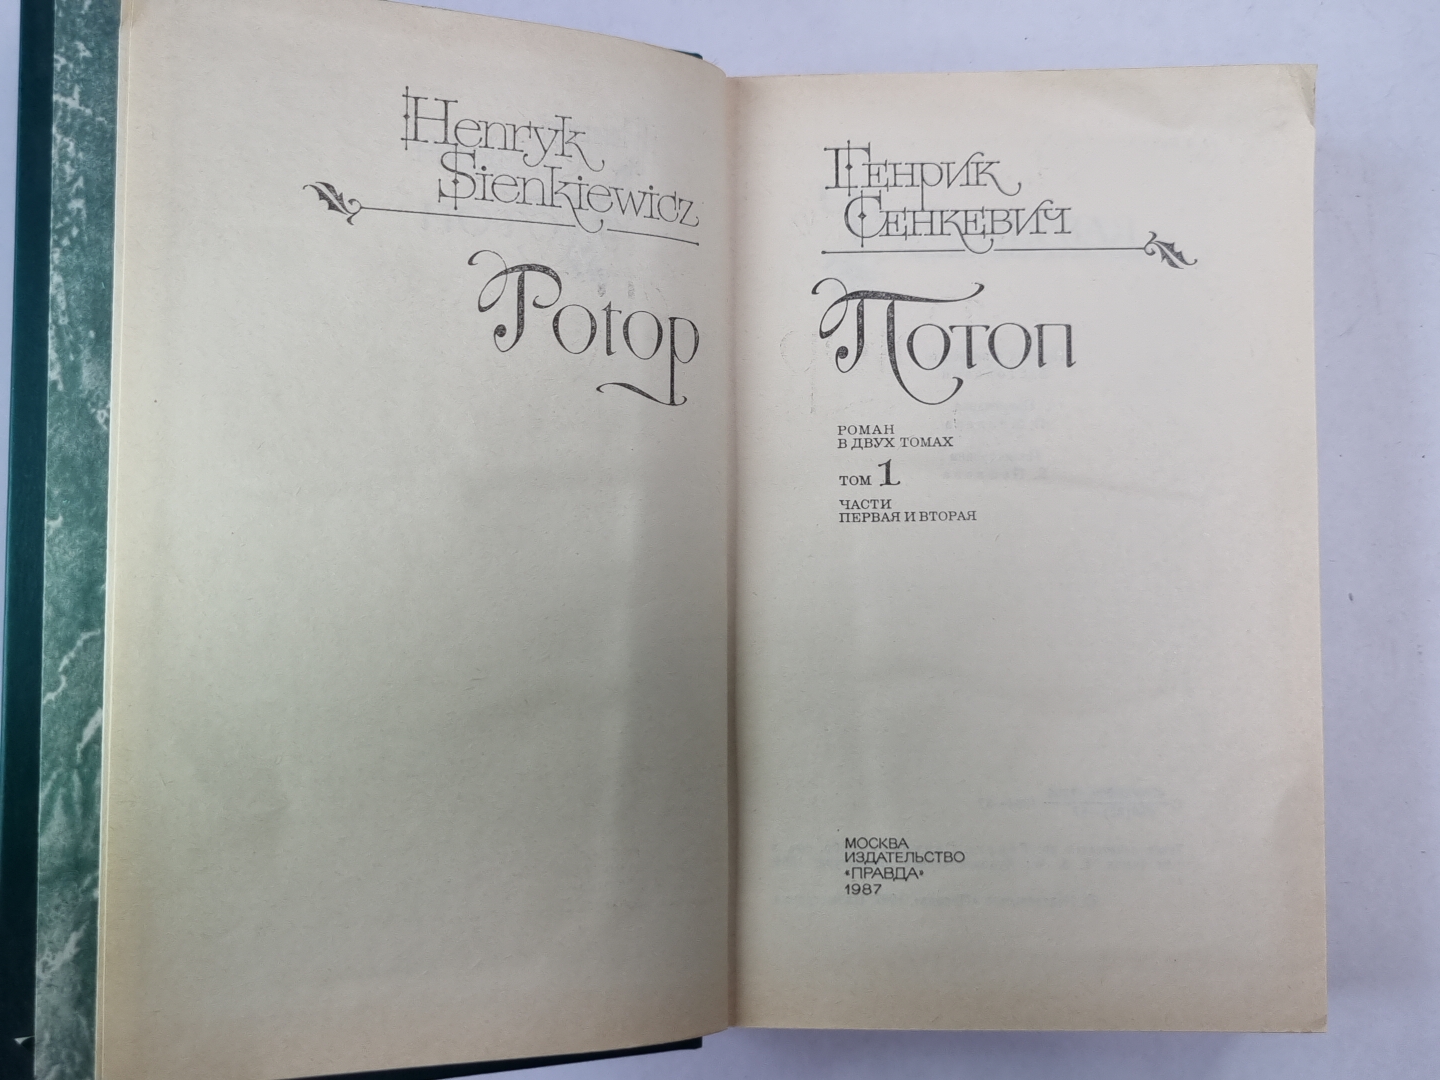 Henryk
Sienkiewicz
Potop
Генрик
Сенкевич
Потоп
РОМАН
В ДВУХ ТОМАХ
ТОМ 1
ЧАСТИ
ПЕРВАЯ И ВТОРАЯ
МОСКВА
ИЗДАТЕЛЬСТВО
«ПРАВДА»
1987